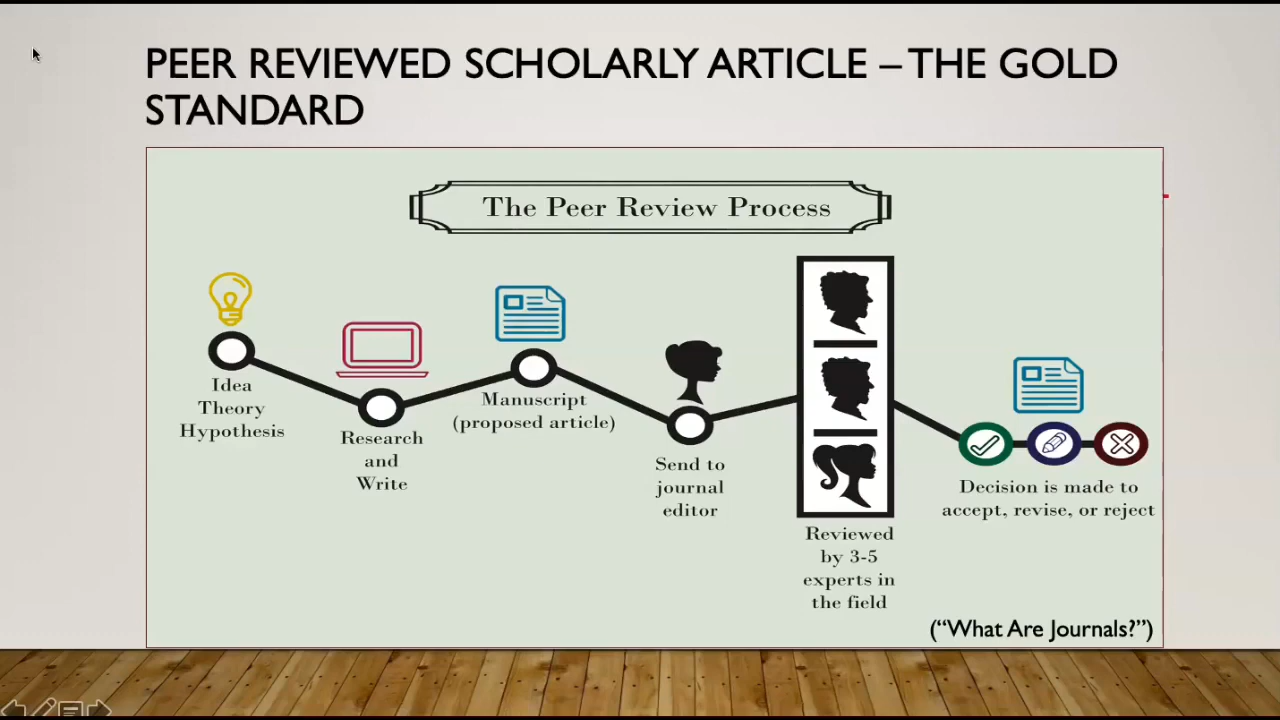 PEER REVIEWED SCHOLARLY ARTICLE – THE GOLD
STANDARD
The Peer Review Process
Idea
Theory
Hypothesis
Research
and
Write
Manuscript
(proposed article)
Send to
journal
editor
Reviewed
by 3-5
experts in
the field
Decision is made to
accept, revise, or reject
(“What Are Journals?”)